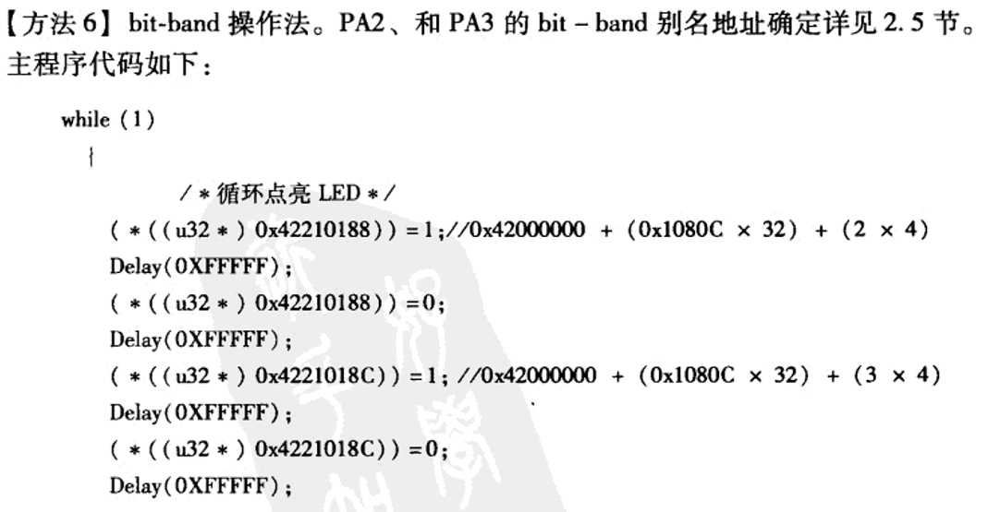 【方法 6】 bit-band 操作法。PA2、和 PA3 的 bit – band 别名地址确定详见 2. 5 节。
主程序代码如下：
while (1)
{
/ * 循环点亮 LED * /
( * ((u32 * ) 0x42210188)) = 1;//0x42000000 + (0x1080C × 32) + (2 × 4)
Delay(0XFFFFF);
( * ((u32 * ) 0x42210188)) =0;
Delay(0XFFFFF);
( * ((u32 * ) 0x4221018C)) =1; //0x42000000 + (0x1080C × 32) + (3 × 4)
Delay(0XFFFFF);
( * ((u32 * ) 0x4221018C)) =0;
Delay(0XFFFFF);